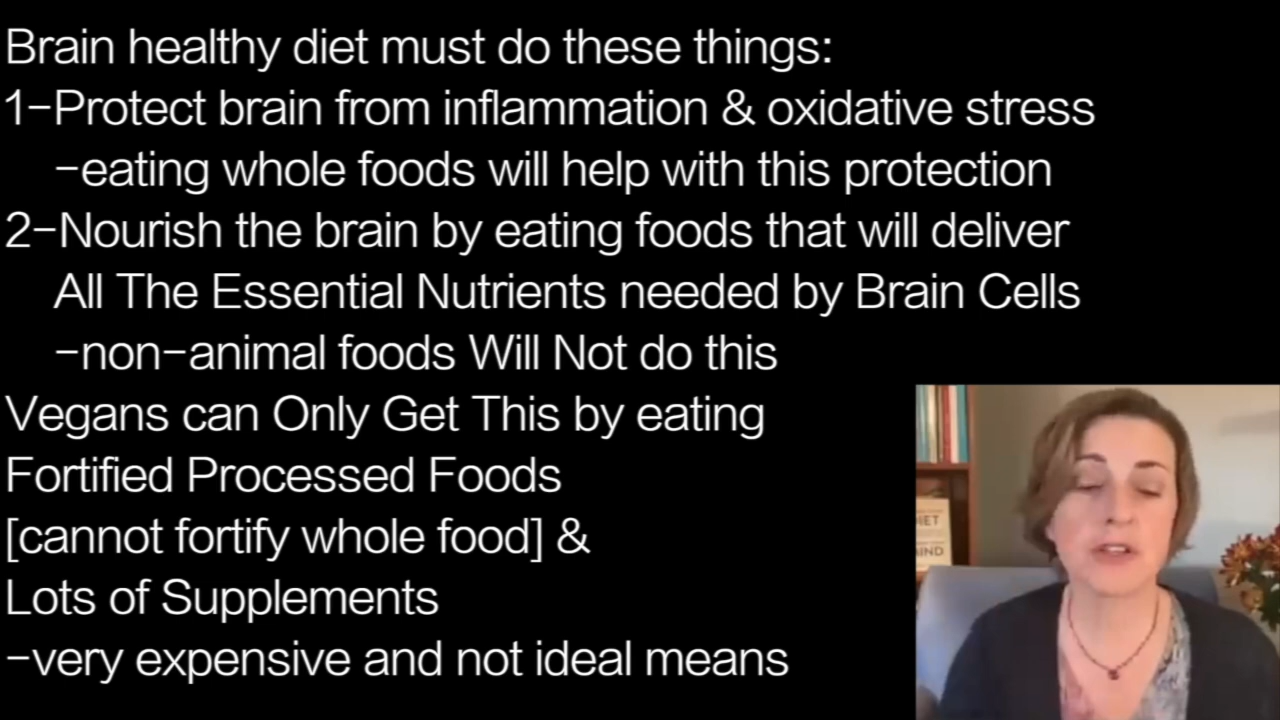 Brain healthy diet must do these things:
1-Protect brain from inflammation & oxidative stress
-eating whole foods will help with this protection
2-Nourish the brain by eating foods that will deliver
All The Essential Nutrients needed by Brain Cells
-non-animal foods Will Not do this
Vegans can Only Get This by eating
Fortified Processed Foods
[cannot fortify whole food] &
Lots of Supplements
-very expensive and not ideal means